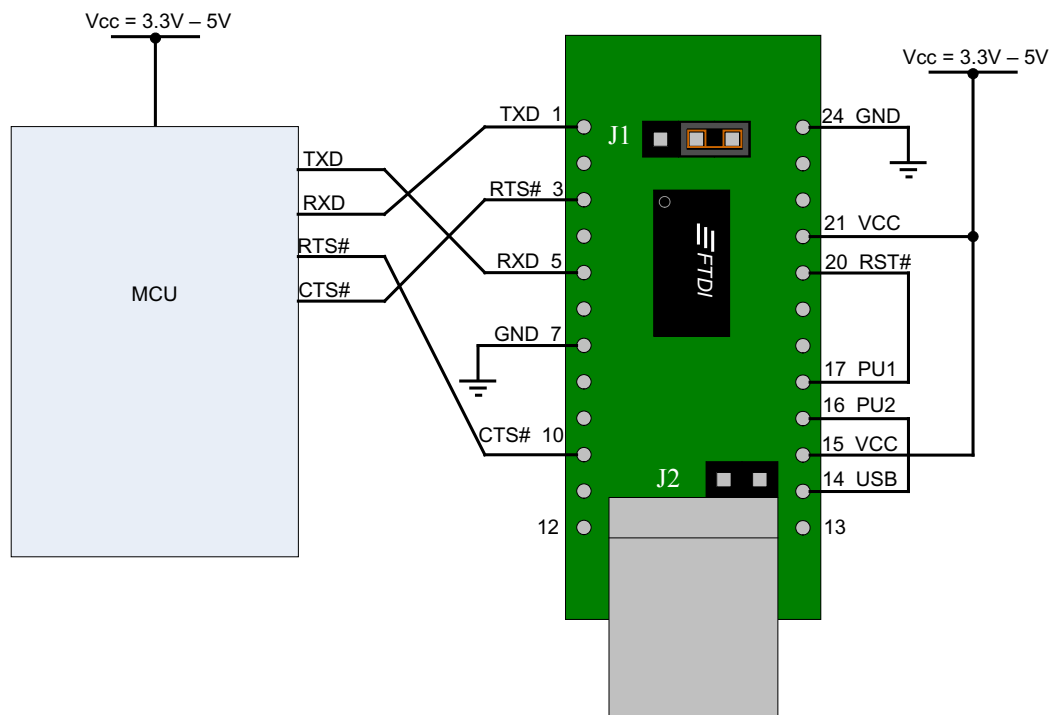 Vcc = 3.3V – 5V
Vcc = 3.3V – 5V
MCU
TXD
RXD
RTS#
CTS#
TXD 1
RTS# 3
RXD 5
GND 7
CTS# 10
12
J1
FTDI
J2
24 GND
21 VCC
20 RST#
17 PU1
16 PU2
15 VCC
14 USB
13